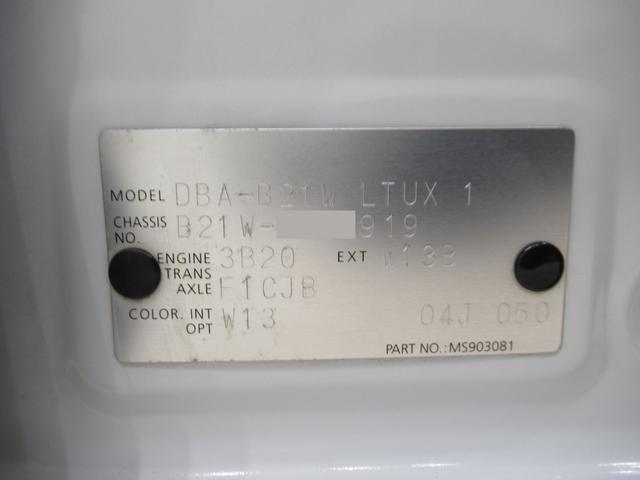 MODEL DBA-B21W LTUX 1
CHASSIS NO. B21W- 919
ENGINE 3B20 EXT W13B
TRANS AXLE F1CJB
COLOR. INT OPT W13 04J 050
PART NO.: MS903081